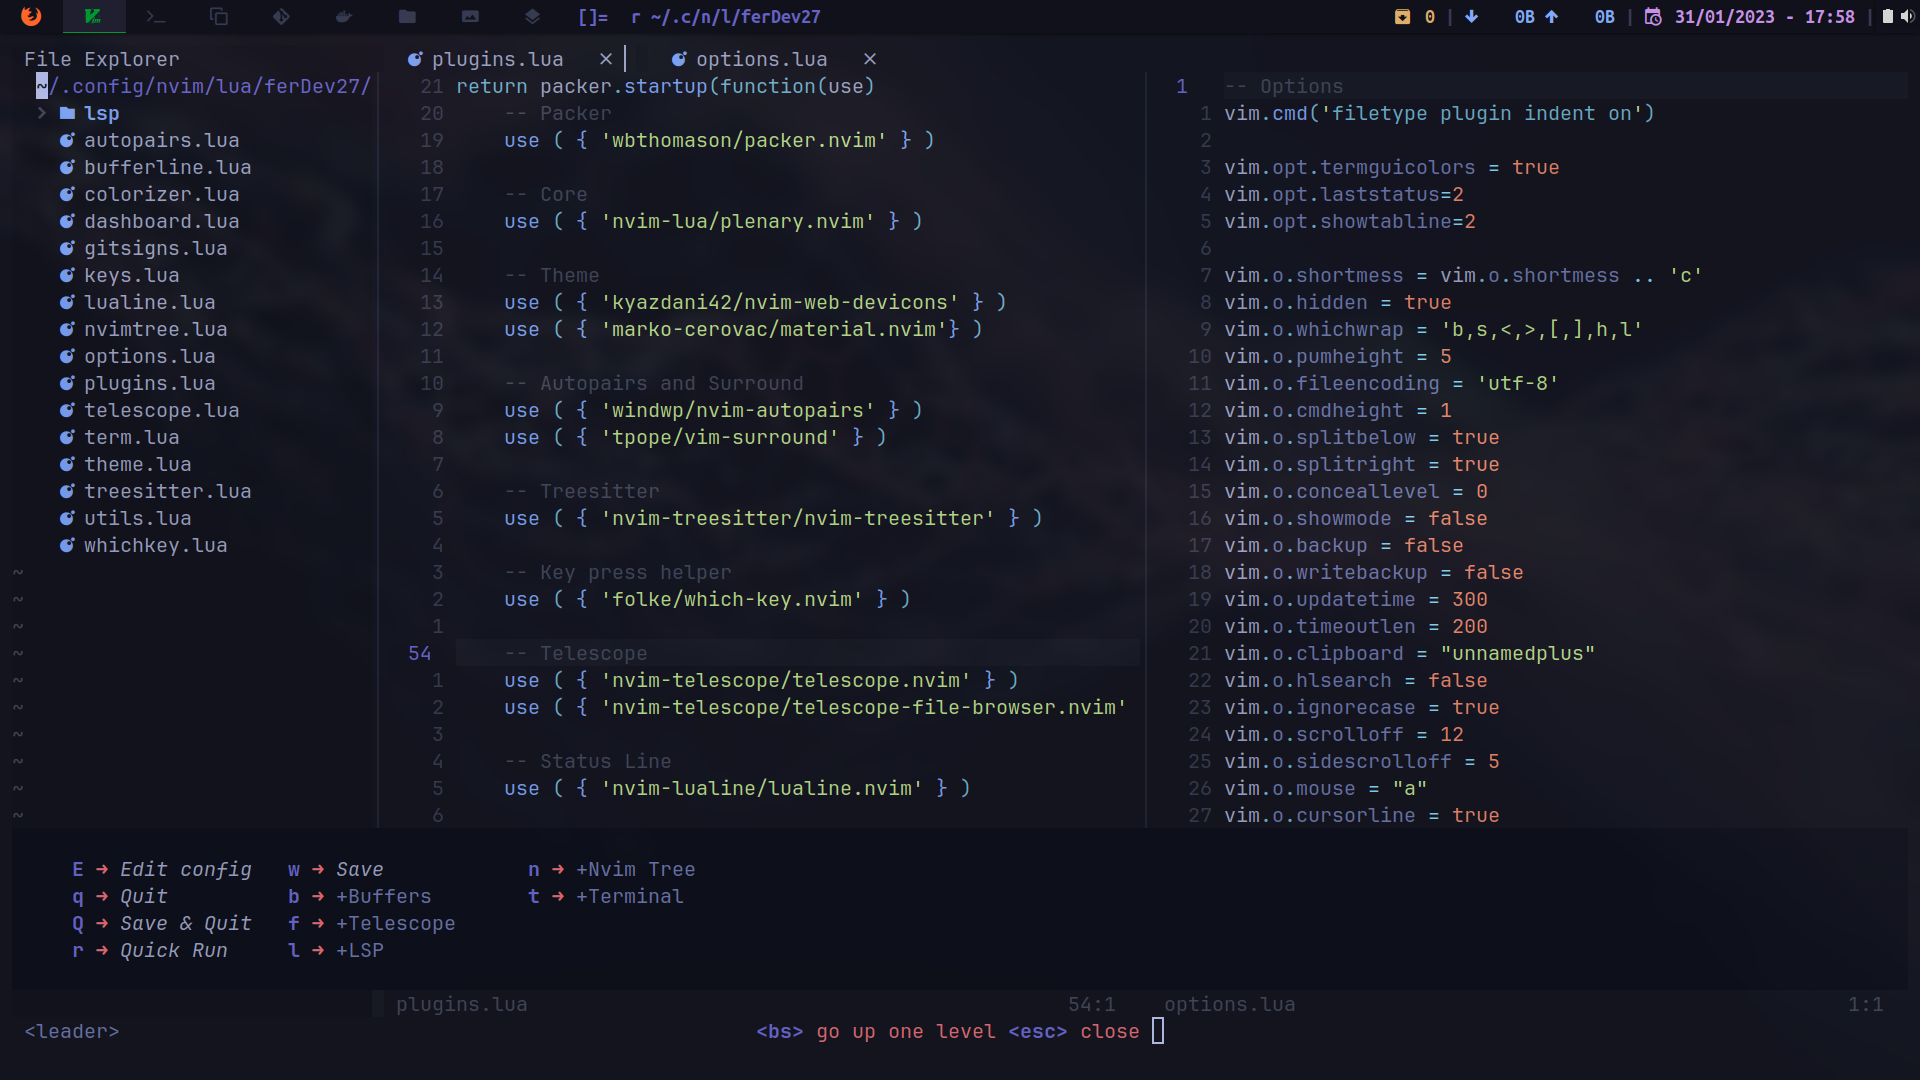 []= r ~/.c/n/l/ferDev27 0 | 0B 0B | 31/01/2023 - 17:58 |
File Explorer
~/.config/nvim/lua/ferDev27/
lsp
autopairs.lua
bufferline.lua
colorizer.lua
dashboard.lua
gitsigns.lua
keys.lua
lualine.lua
nvimtree.lua
options.lua
plugins.lua
telescope.lua
term.lua
theme.lua
treesitter.lua
utils.lua
whichkey.lua
~
~
~
~
~
~
~
~
~
~
plugins.lua × options.lua ×
21 return packer.startup(function(use)
20 -- Packer
19 use ( { 'wbthomason/packer.nvim' } )
18
17 -- Core
16 use ( { 'nvim-lua/plenary.nvim' } )
15
14 -- Theme
13 use ( { 'kyazdani42/nvim-web-devicons' } )
12 use ( { 'marko-cerovac/material.nvim'} )
11
10 -- Autopairs and Surround
9 use ( { 'windwp/nvim-autopairs' } )
8 use ( { 'tpope/vim-surround' } )
7
6 -- Treesitter
5 use ( { 'nvim-treesitter/nvim-treesitter' } )
4
3 -- Key press helper
2 use ( { 'folke/which-key.nvim' } )
1
54 -- Telescope
1 use ( { 'nvim-telescope/telescope.nvim' } )
2 use ( { 'nvim-telescope/telescope-file-browser.nvim'
3
4 -- Status Line
5 use ( { 'nvim-lualine/lualine.nvim' } )
6
1 -- Options
1 vim.cmd('filetype plugin indent on')
2
3 vim.opt.termguicolors = true
4 vim.opt.laststatus=2
5 vim.opt.showtabline=2
6
7 vim.o.shortmess = vim.o.shortmess .. 'c'
8 vim.o.hidden = true
9 vim.o.whichwrap = 'b,s,<,>,[,],h,l'
10 vim.o.pumheight = 5
11 vim.o.fileencoding = 'utf-8'
12 vim.o.cmdheight = 1
13 vim.o.splitbelow = true
14 vim.o.splitright = true
15 vim.o.conceallevel = 0
16 vim.o.showmode = false
17 vim.o.backup = false
18 vim.o.writebackup = false
19 vim.o.updatetime = 300
20 vim.o.timeoutlen = 200
21 vim.o.clipboard = "unnamedplus"
22 vim.o.hlsearch = false
23 vim.o.ignorecase = true
24 vim.o.scrolloff = 12
25 vim.o.sidescrolloff = 5
26 vim.o.mouse = "a"
27 vim.o.cursorline = true
E ➜ Edit config w ➜ Save n ➜ +Nvim Tree
q ➜ Quit b ➜ +Buffers t ➜ +Terminal
Q ➜ Save & Quit f ➜ +Telescope
r ➜ Quick Run l ➜ +LSP
plugins.lua 54:1 options.lua 1:1
<leader> <bs> go up one level <esc> close